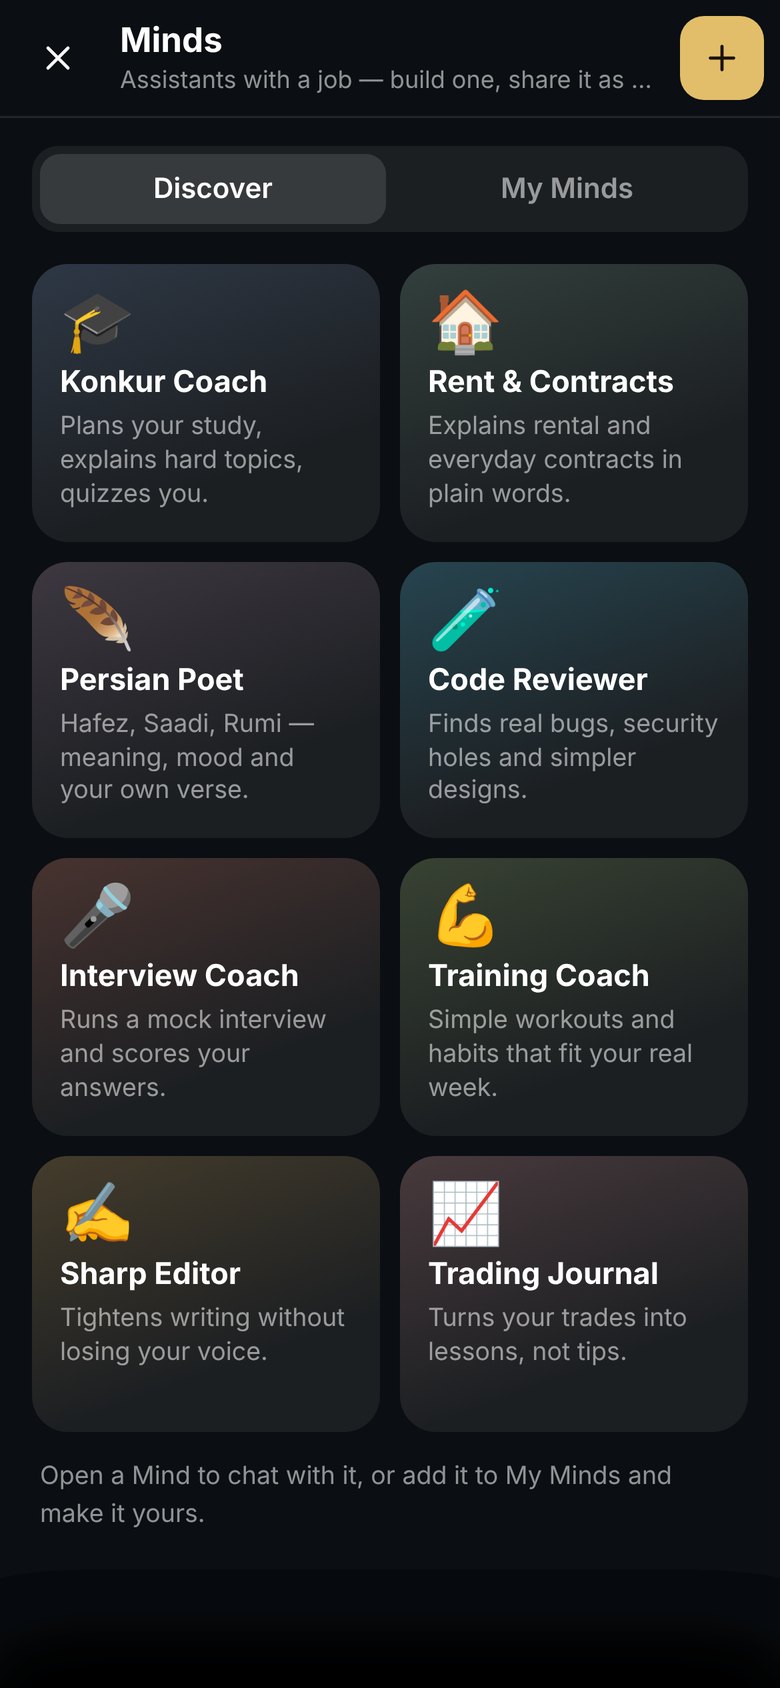 Minds
Assistants with a job — build one, share it as ...
Discover
My Minds
Konkur Coach
Plans your study,
explains hard topics,
quizzes you.
Rent & Contracts
Explains rental and
everyday contracts in
plain words.
Persian Poet
Hafez, Saadi, Rumi —
meaning, mood and
your own verse.
Code Reviewer
Finds real bugs, security
holes and simpler
designs.
Interview Coach
Runs a mock interview
and scores your
answers.
Training Coach
Simple workouts and
habits that fit your real
week.
Sharp Editor
Tightens writing without
losing your voice.
Trading Journal
Turns your trades into
lessons, not tips.
Open a Mind to chat with it, or add it to My Minds and
make it yours.